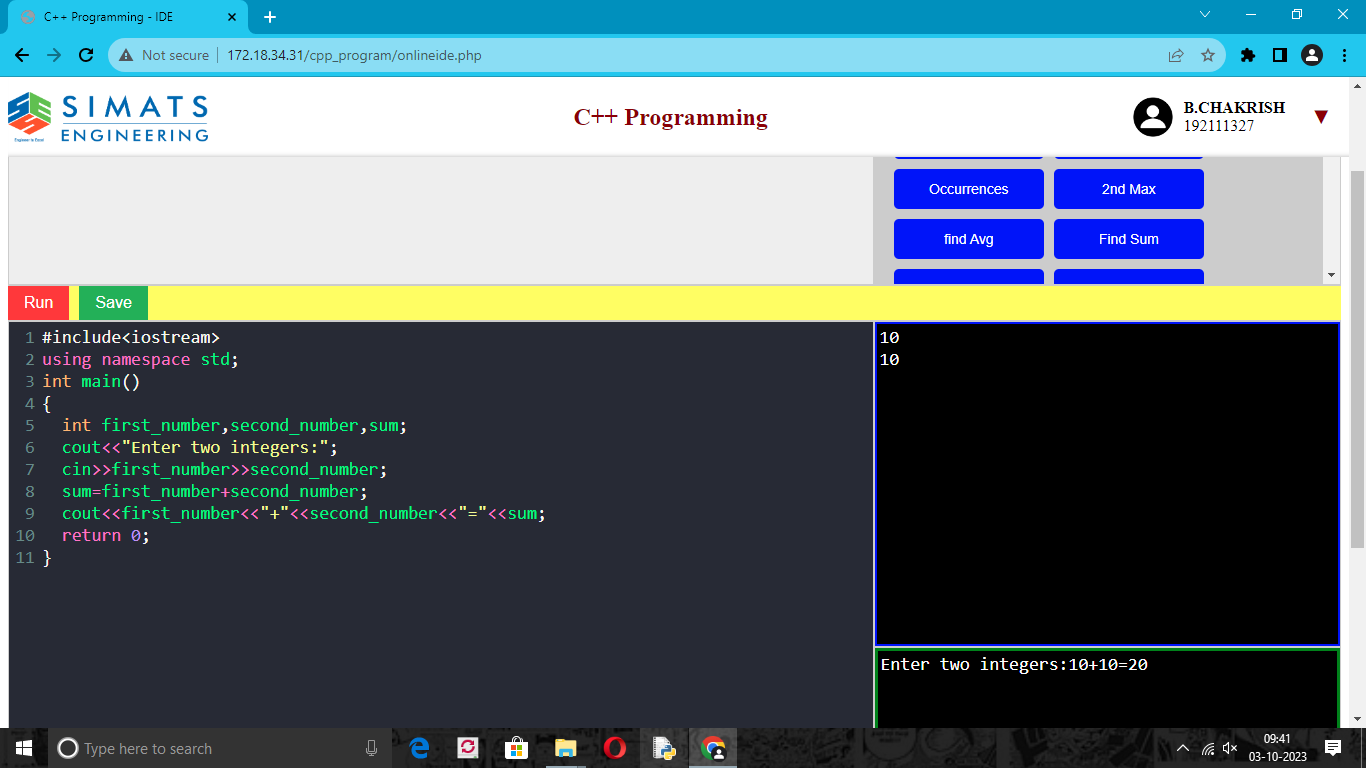 C++ Programming - IDE
Not secure
172.18.34.31/cpp_program/onlineide.php
SIMATS
ENGINEERING
Engineer to Excel
C++ Programming
B.CHAKRISH
192111327
Occurrences
2nd Max
find Avg
Find Sum
Run
Save
1 #include<iostream>
2 using namespace std;
3 int main()
4 {
5   int first_number,second_number,sum;
6   cout<<"Enter two integers:";
7   cin>>first_number>>second_number;
8   sum=first_number+second_number;
9   cout<<first_number<<"+"<<second_number<<"="<<sum;
10   return 0;
11 }
10
10
Enter two integers:10+10=20
Type here to search
09:41
03-10-2023